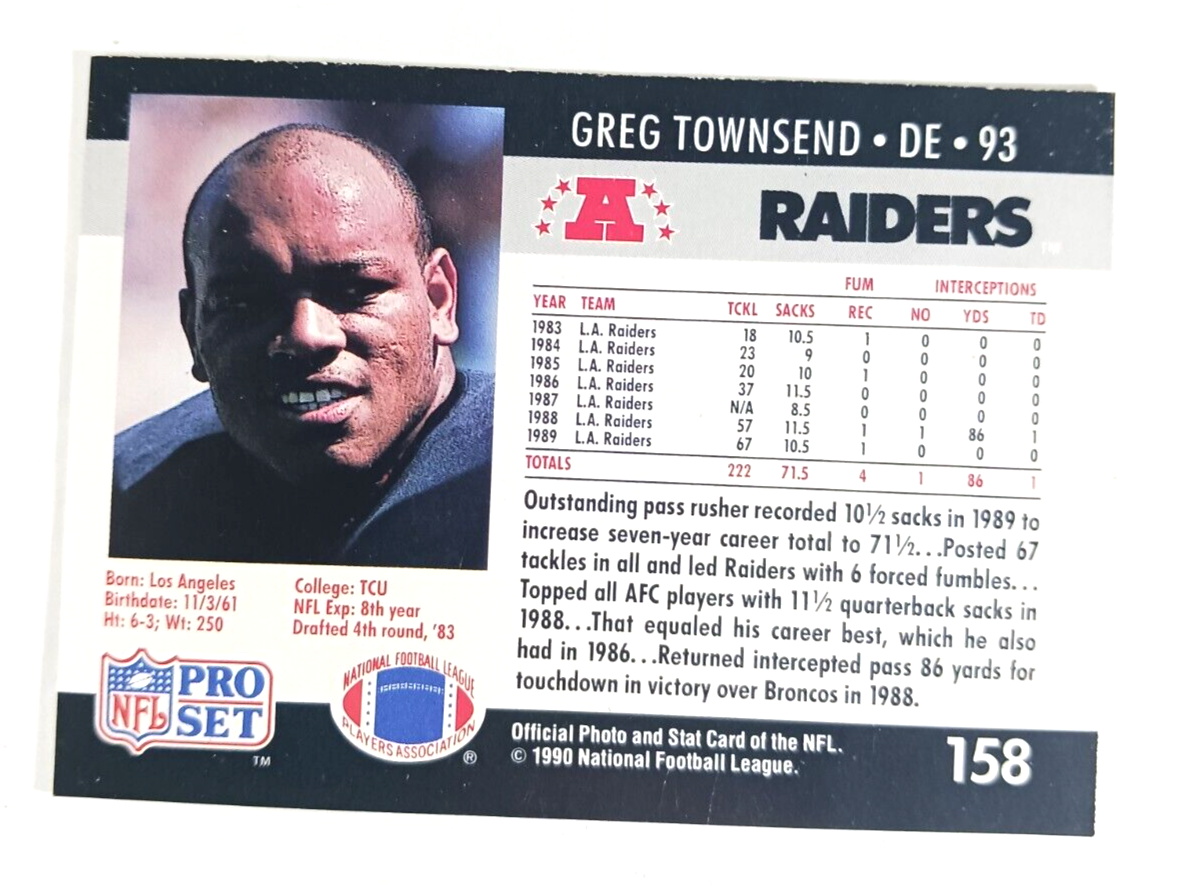 GREG TOWNSEND • DE • 93
A
RAIDERS
TM
FUM INTERCEPTIONS
YEAR TEAM TCKL SACKS REC NO YDS TD
1983 L.A. Raiders 18 10.5 1 0 0 0
1984 L.A. Raiders 23 9 0 0 0 0
1985 L.A. Raiders 20 10 1 0 0 0
1986 L.A. Raiders 37 11.5 0 0 0 0
1987 L.A. Raiders N/A 8.5 0 0 0 0
1988 L.A. Raiders 57 11.5 1 1 86 1
1989 L.A. Raiders 67 10.5 1 0 0 0
TOTALS 222 71.5 4 1 86 1
Outstanding pass rusher recorded 10½ sacks in 1989 to
increase seven-year career total to 71½...Posted 67
tackles in all and led Raiders with 6 forced fumbles...
Topped all AFC players with 11½ quarterback sacks in
1988...That equaled his career best, which he also
had in 1986...Returned intercepted pass 86 yards for
touchdown in victory over Broncos in 1988.
Born: Los Angeles
Birthdate: 11/3/61
Ht: 6-3; Wt: 250
College: TCU
NFL Exp: 8th year
Drafted 4th round, '83
NFL
PRO
SET
TM
NATIONAL FOOTBALL LEAGUE
PLAYERS ASSOCIATION
®
Official Photo and Stat Card of the NFL.
© 1990 National Football League.
158